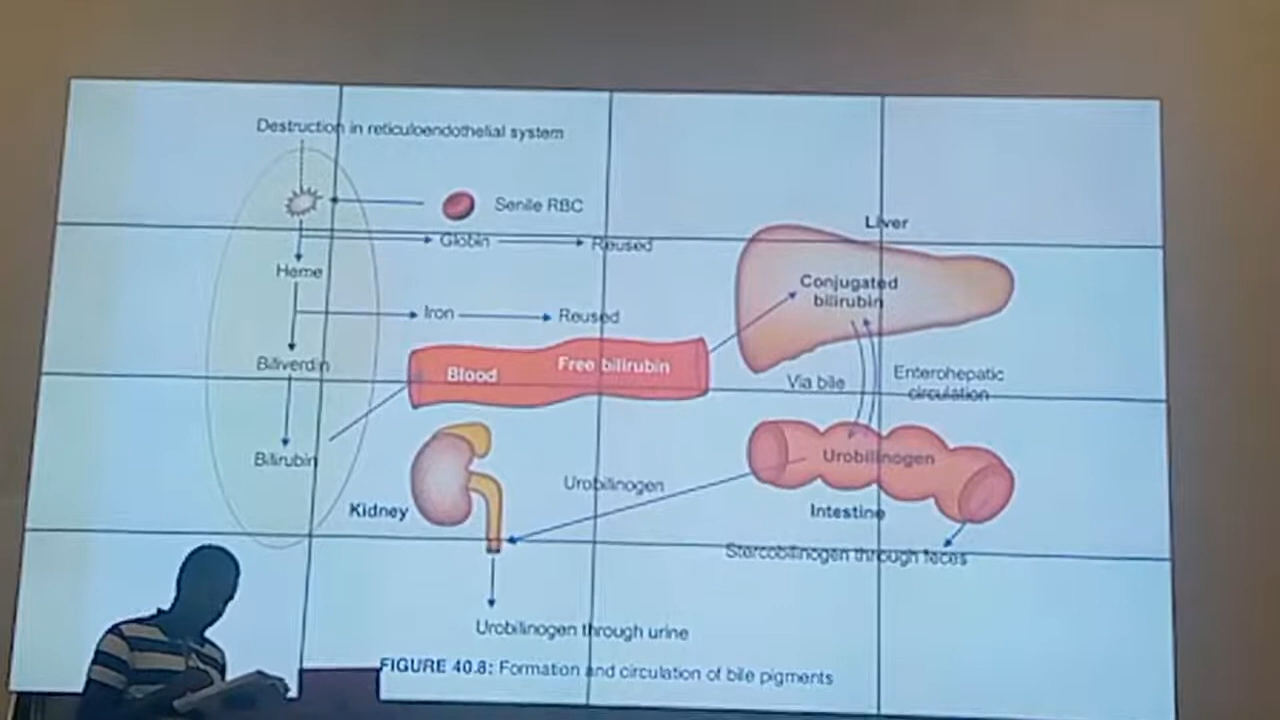 Destruction in reticuloendothelial system
Senile RBC
Globin
Reused
Heme
Iron
Reused
Biliverdin
Blood
Free bilirubin
Bilirubin
Liver
Conjugated
bilirubin
Via bile
Enterohepatic
circulation
Urobilinogen
Intestine
Urobilinogen
Kidney
Stercobilinogen through feces
Urobilinogen through urine
FIGURE 40.8: Formation and circulation of bile pigments